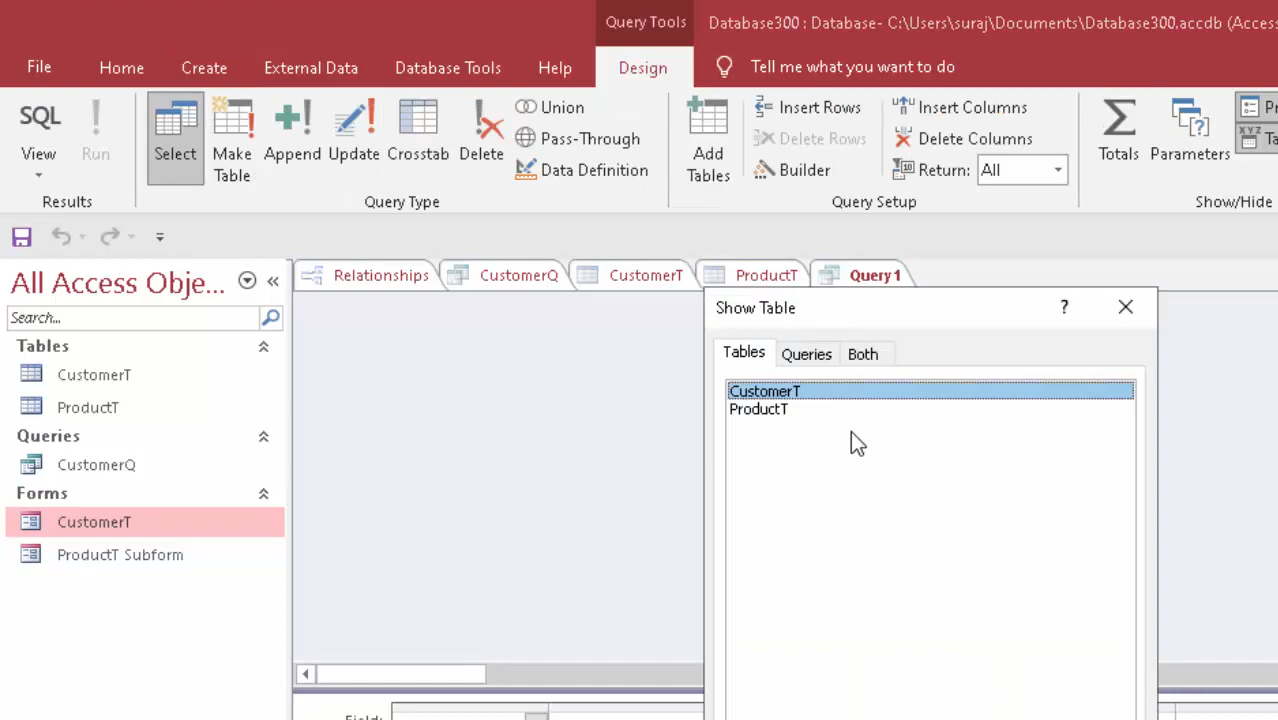 Query Tools
Database300 : Database- C:\Users\suraj\Documents\Database300.accdb (Access
File Home Create External Data Database Tools Help Design Tell me what you want to do
SQL
View
Run
Select
Make
Table
Append
Update
Crosstab
Delete
Union
Pass-Through
Data Definition
Add
Tables
Insert Rows
Delete Rows
Builder
Insert Columns
Delete Columns
Return: All
Totals
Parameters
XYZ
Results
Query Type
Query Setup
Show/Hide
All Access Obje...
Search...
Tables
CustomerT
ProductT
Queries
CustomerQ
Forms
CustomerT
ProductT Subform
Relationships CustomerQ CustomerT ProductT Query1
Show Table
?
Tables Queries Both
CustomerT
ProductT